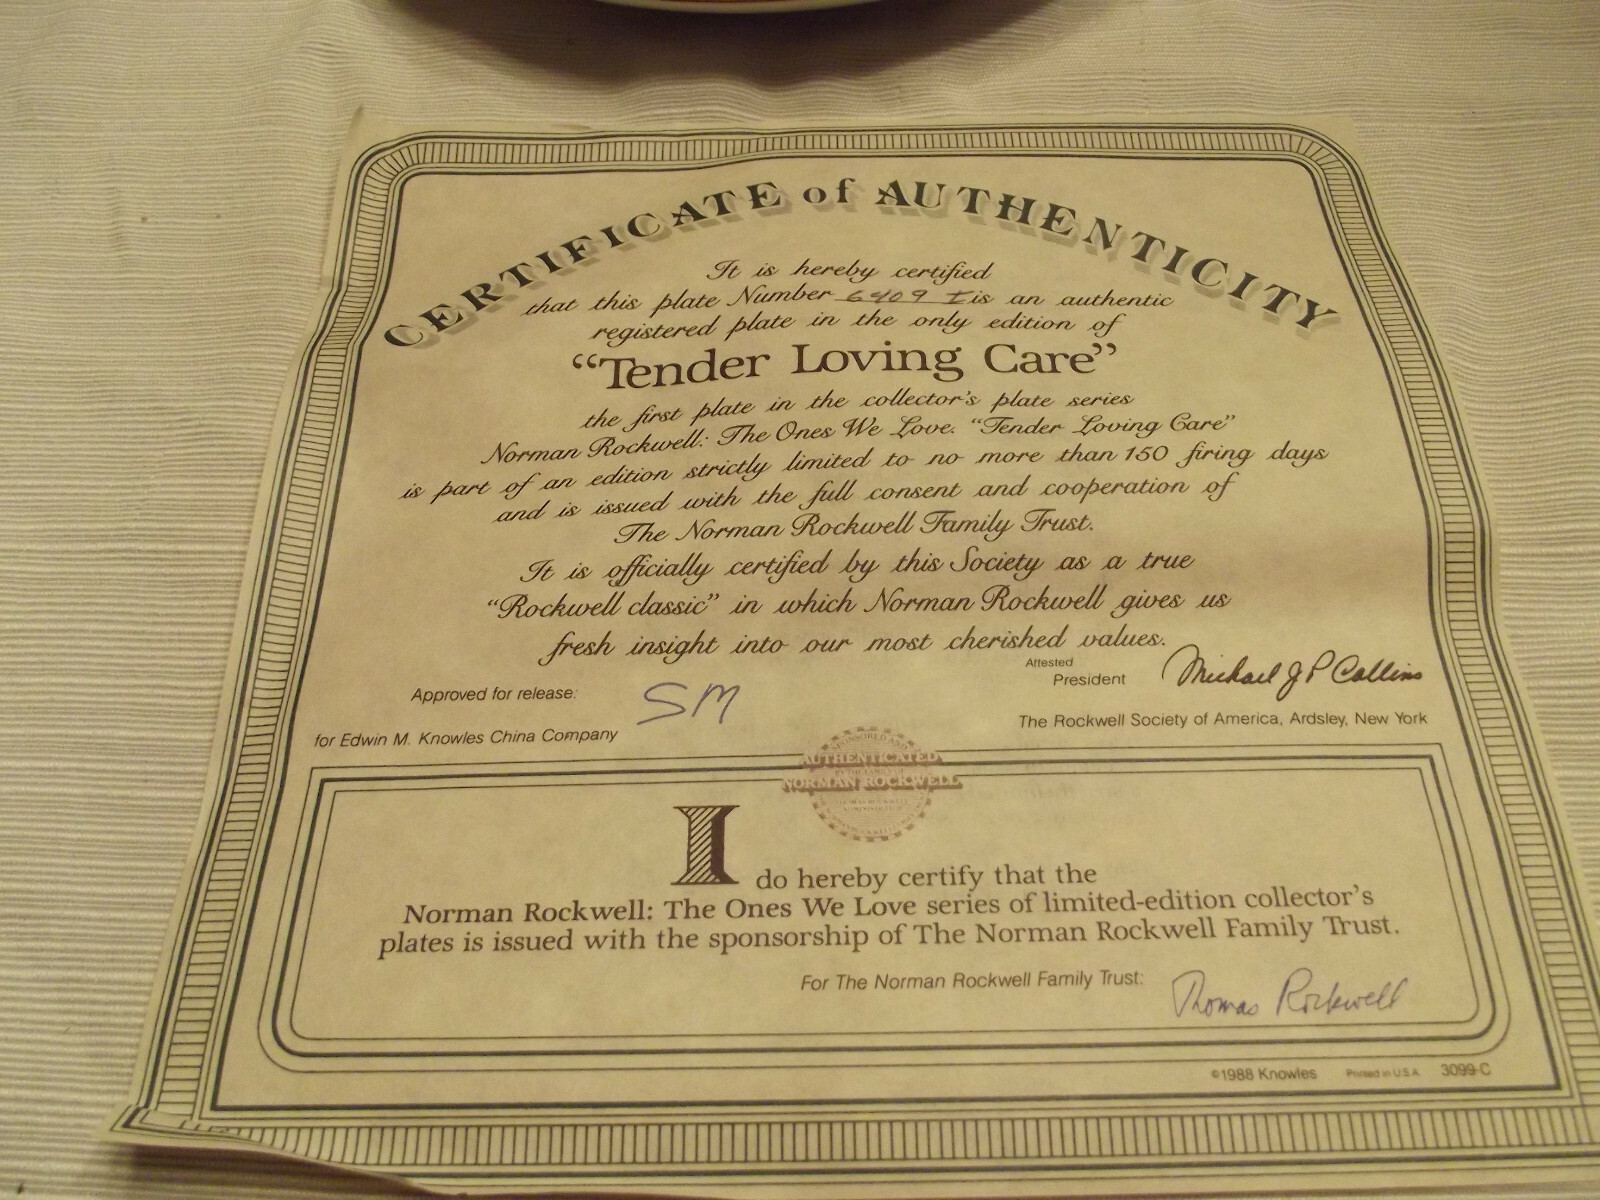 CERTIFICATE of AUTHENTICITY
It is hereby certified
that this plate Number 6409 I is an authentic
registered plate in the only edition of
“Tender Loving Care”
the first plate in the collector's plate series
Norman Rockwell: The Ones We Love. “Tender Loving Care”
is part of an edition strictly limited to no more than 150 firing days
and is issued with the full consent and cooperation of
The Norman Rockwell Family Trust.
It is officially certified by this Society as a true
“Rockwell classic” in which Norman Rockwell gives us
fresh insight into our most cherished values.
Attested
President Michael J P Collins
Approved for release: SM
The Rockwell Society of America, Ardsley, New York
for Edwin M. Knowles China Company
SPONSORED AND
AUTHENTICATED
NORMAN ROCKWELL
I do hereby certify that the
Norman Rockwell: The Ones We Love series of limited-edition collector's
plates is issued with the sponsorship of The Norman Rockwell Family Trust.
For The Norman Rockwell Family Trust: Thomas Rockwell
©1988 Knowles Printed in U.S.A. 3099-C